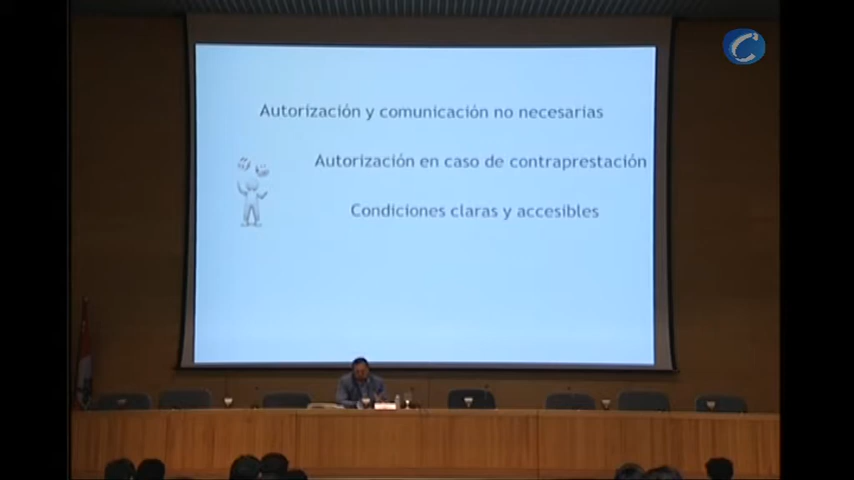 Autorización y comunicación no necesarias
Autorización en caso de contraprestación
Condiciones claras y accesibles